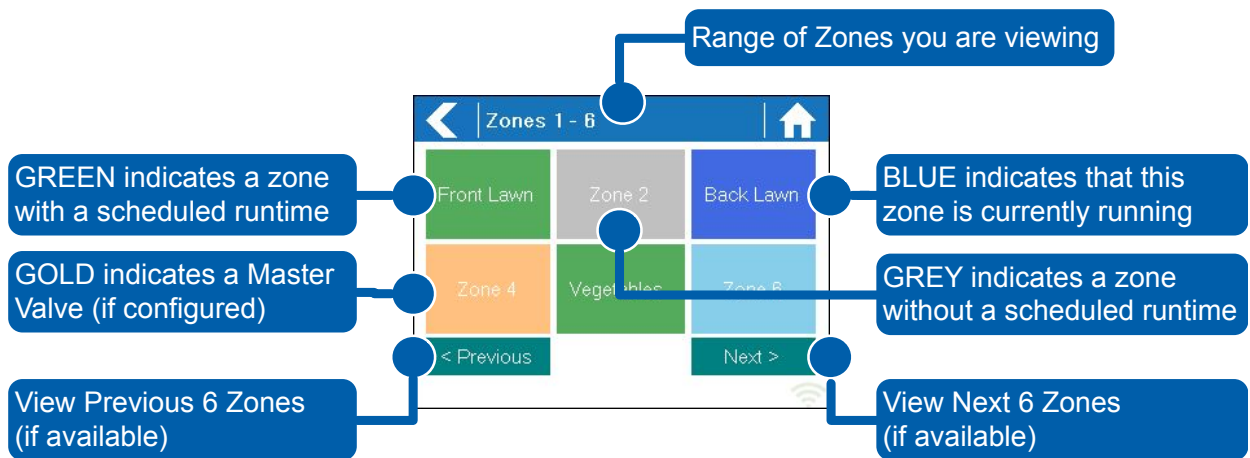 Range of Zones you are viewing
Zones 1 - 6
GREEN indicates a zone
with a scheduled runtime
Front Lawn
Zone 2
Back Lawn
BLUE indicates that this
zone is currently running
GOLD indicates a Master
Valve (if configured)
Zone 4
Vegetables
Zone 6
GREY indicates a zone
without a scheduled runtime
< Previous
Next >
View Previous 6 Zones
(if available)
View Next 6 Zones
(if available)